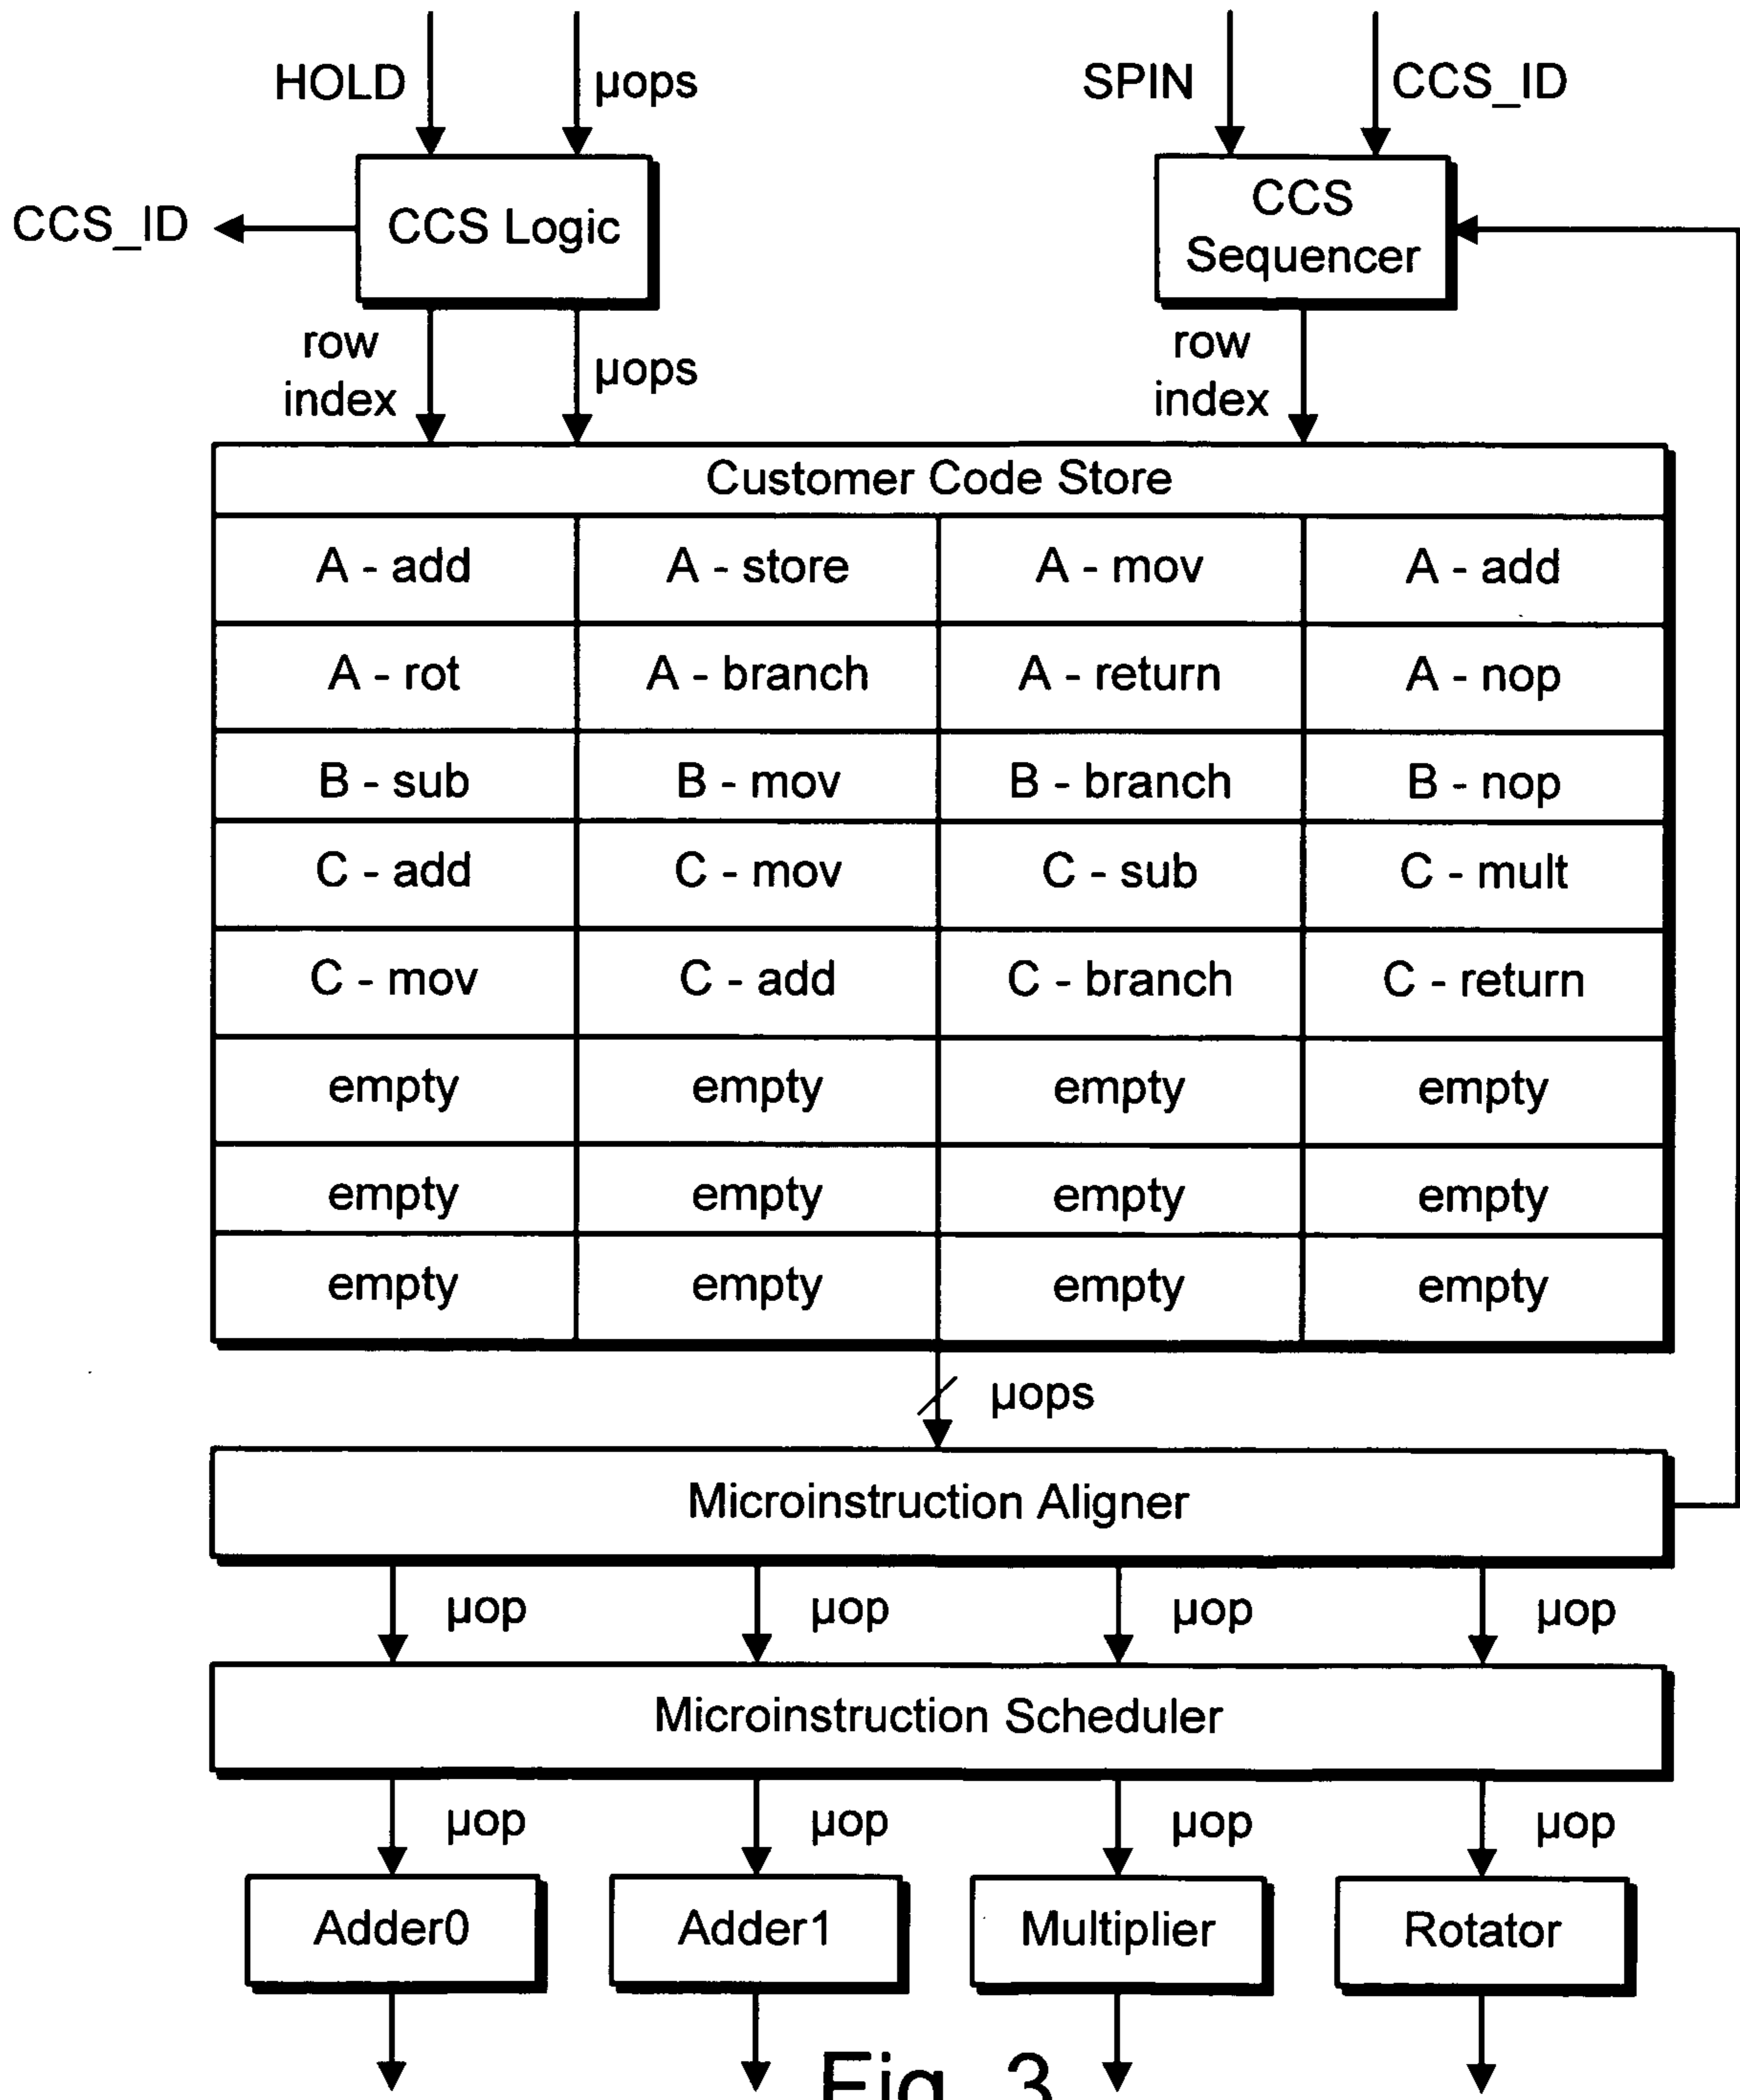 HOLD μops SPIN CCS_ID
CCS_ID CCS Logic CCS
Sequencer
row
index μops row
index
Customer Code Store
A - add A - store A - mov A - add
A - rot A - branch A - return A - nop
B - sub B - mov B - branch B - nop
C - add C - mov C - sub C - mult
C - mov C - add C - branch C - return
empty empty empty empty
empty empty empty empty
empty empty empty empty
μops
Microinstruction Aligner
μop μop μop μop
Microinstruction Scheduler
μop μop μop μop
Adder0 Adder1 Multiplier Rotator
Fig. 3